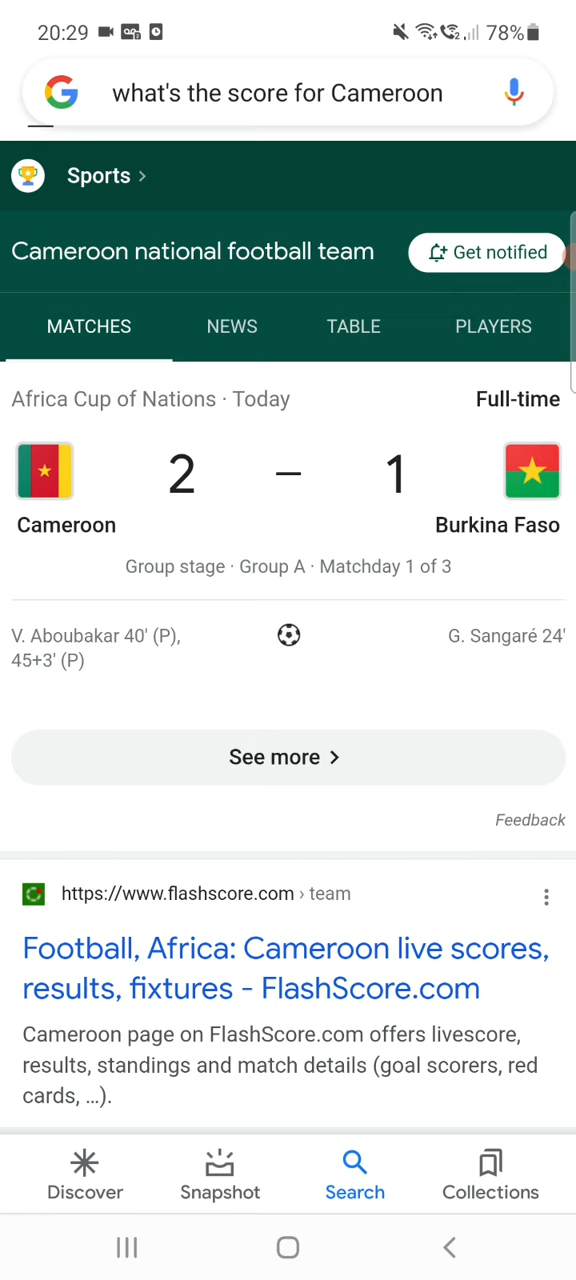 20:29 78%
what's the score for Cameroon
Sports
Cameroon national football team Get notified
MATCHES NEWS TABLE PLAYERS
Africa Cup of Nations · Today Full-time
2 – 1
Cameroon Burkina Faso
Group stage · Group A · Matchday 1 of 3
V. Aboubakar 40' (P), G. Sangaré 24'
45+3' (P)
See more
Feedback
https://www.flashscore.com › team
Football, Africa: Cameroon live scores,
results, fixtures - FlashScore.com
Cameroon page on FlashScore.com offers livescore,
results, standings and match details (goal scorers, red
cards, ...).
Discover Snapshot Search Collections